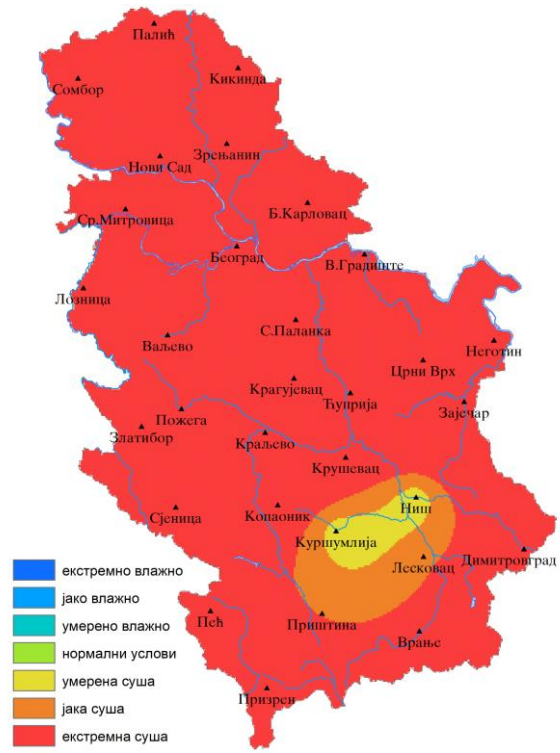 Палић
Кикинда
Сомбор
Зрењанин
Нови Сад
Б.Карловац
Ср.Митровица
Београд
В.Градиште
Лозница
С.Паланка
Ваљево
Неготин
Црни Врх
Крагујевац
Ћуприја
Зајечар
Пожега
Златибор
Краљево
Крушевац
Ниш
Копаоник
Сјеница
Куршумлија
Димитровград
Лесковац
Пећ
Приштина
Врање
Призрен
екстремно влажно
јако влажно
умерено влажно
нормални услови
умерена суша
јака суша
екстремна суша